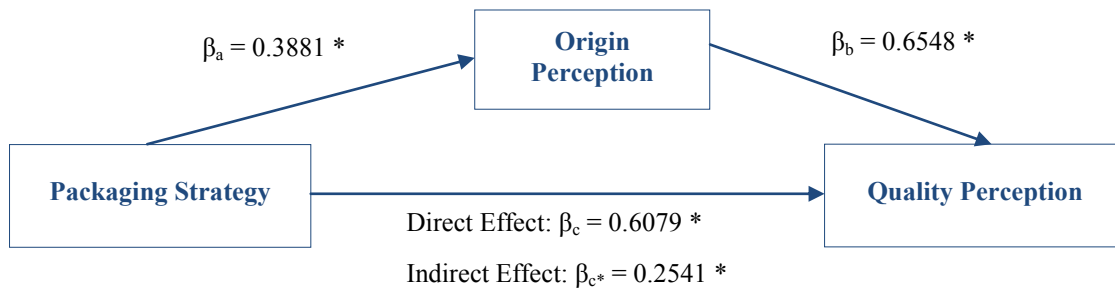 βa = 0.3881 *
Origin
Perception
βb = 0.6548 *
Packaging Strategy
Quality Perception
Direct Effect: βc = 0.6079 *
Indirect Effect: βc* = 0.2541 *